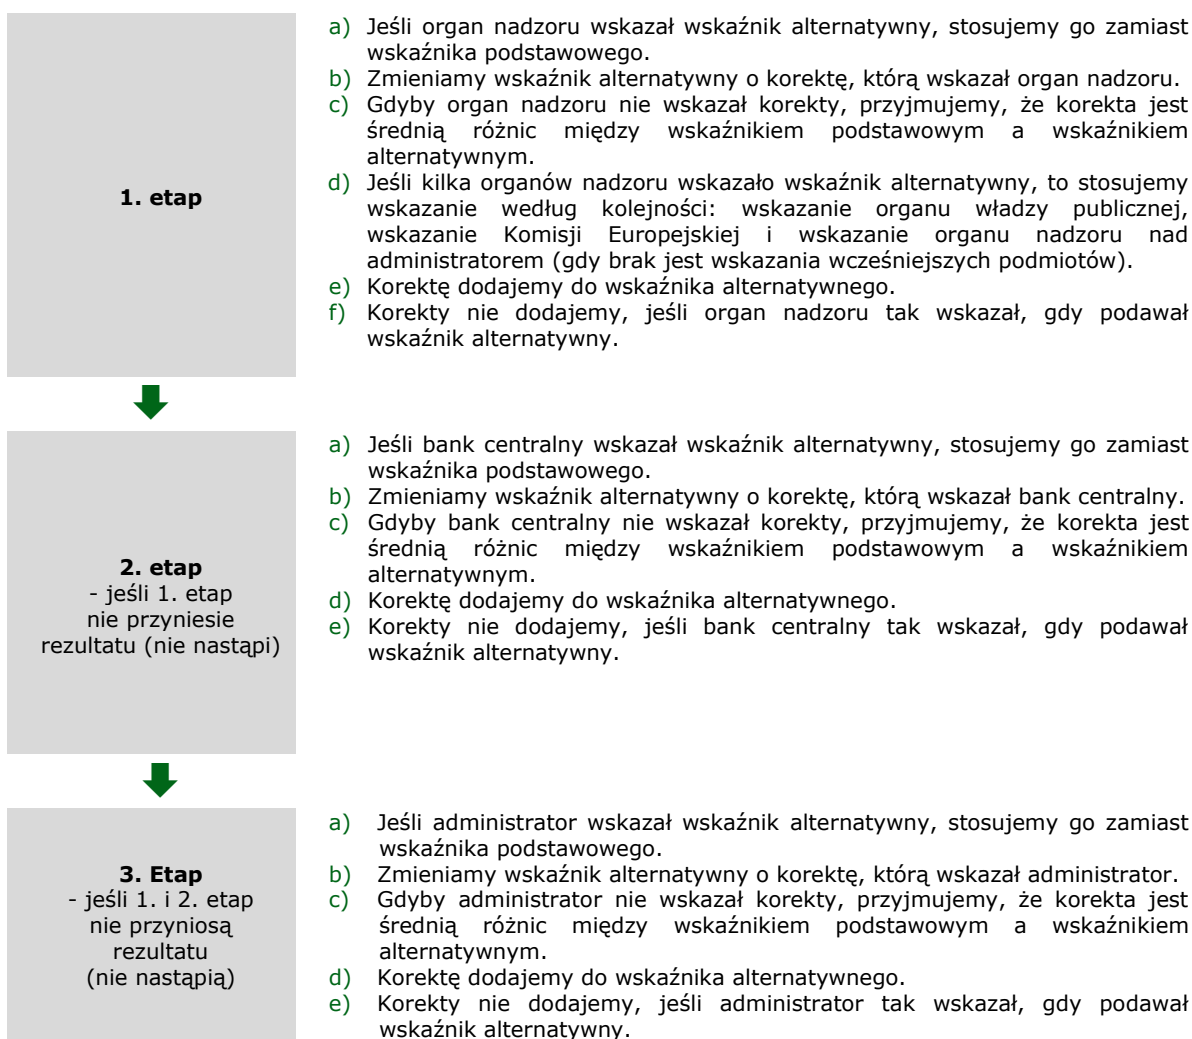 1. etap
a) Jeśli organ nadzoru wskazał wskaźnik alternatywny, stosujemy go zamiast
wskaźnika podstawowego.
b) Zmieniamy wskaźnik alternatywny o korektę, którą wskazał organ nadzoru.
c) Gdyby organ nadzoru nie wskazał korekty, przyjmujemy, że korekta jest
średnią różnic między wskaźnikiem podstawowym a wskaźnikiem
alternatywnym.
d) Jeśli kilka organów nadzoru wskazało wskaźnik alternatywny, to stosujemy
wskazanie według kolejności: wskazanie organu władzy publicznej,
wskazanie Komisji Europejskiej i wskazanie organu nadzoru nad
administratorem (gdy brak jest wskazania wcześniejszych podmiotów).
e) Korektę dodajemy do wskaźnika alternatywnego.
f) Korekty nie dodajemy, jeśli organ nadzoru tak wskazał, gdy podawał
wskaźnik alternatywny.
2. etap
- jeśli 1. etap
nie przyniesie
rezultatu (nie nastąpi)
a) Jeśli bank centralny wskazał wskaźnik alternatywny, stosujemy go zamiast
wskaźnika podstawowego.
b) Zmieniamy wskaźnik alternatywny o korektę, którą wskazał bank centralny.
c) Gdyby bank centralny nie wskazał korekty, przyjmujemy, że korekta jest
średnią różnic między wskaźnikiem podstawowym a wskaźnikiem
alternatywnym.
d) Korektę dodajemy do wskaźnika alternatywnego.
e) Korekty nie dodajemy, jeśli bank centralny tak wskazał, gdy podawał
wskaźnik alternatywny.
3. Etap
- jeśli 1. i 2. etap
nie przyniosą
rezultatu
(nie nastąpią)
a) Jeśli administrator wskazał wskaźnik alternatywny, stosujemy go zamiast
wskaźnika podstawowego.
b) Zmieniamy wskaźnik alternatywny o korektę, którą wskazał administrator.
c) Gdyby administrator nie wskazał korekty, przyjmujemy, że korekta jest
średnią różnic między wskaźnikiem podstawowym a wskaźnikiem
alternatywnym.
d) Korektę dodajemy do wskaźnika alternatywnego.
e) Korekty nie dodajemy, jeśli administrator tak wskazał, gdy podawał
wskaźnik alternatywny.